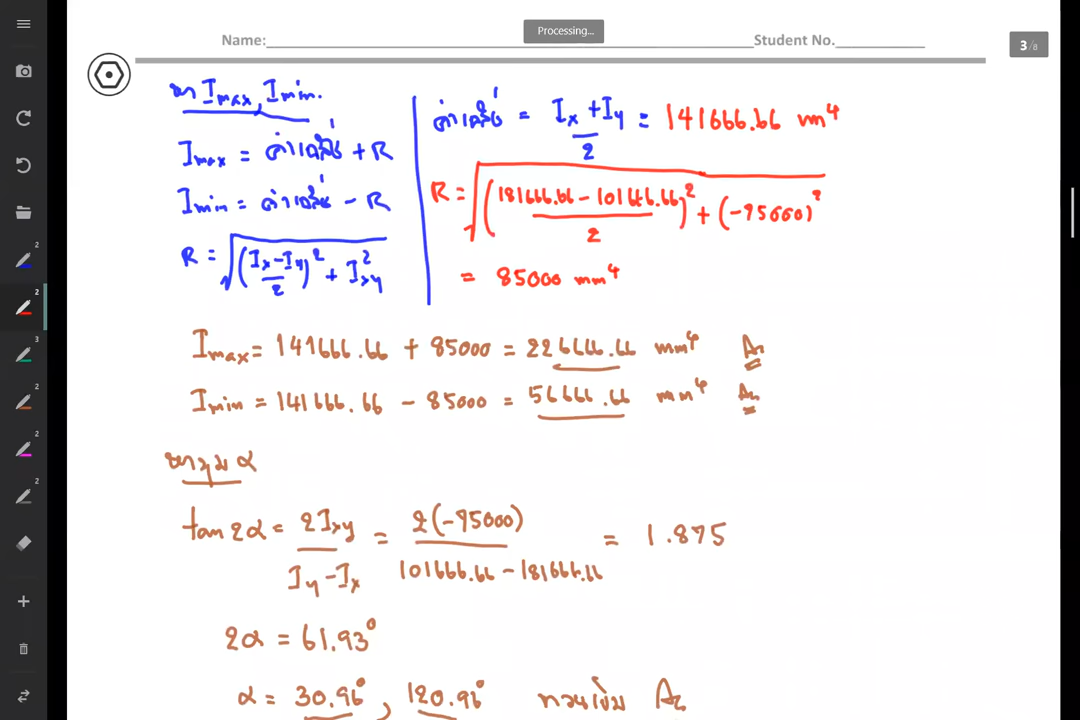 Processing...
Name:____________________ Student No.__________
3/8
หา Imax, Imin.
Imax = ค่าเฉลี่ย + R
Imin = ค่าเฉลี่ย - R
R = √((Ix-Iy)/2)² + Ixy²
ค่าเฉลี่ย = (Ix + Iy)/2 = 141666.66 mm⁴
R = √((181666.66 - 101666.66)/2)² + (-75000)²
= 85000 mm⁴
Imax = 141666.66 + 85000 = 226666.66 mm⁴ Ans
Imin = 141666.66 - 85000 = 56666.66 mm⁴ Ans
หามุม α
tan 2α = 2Ixy/(Iy - Ix) = 2(-75000)/(101666.66 - 181666.66) = 1.875
2α = 61.93°
α = 30.96°, 120.96° ทวนเข็ม Ans